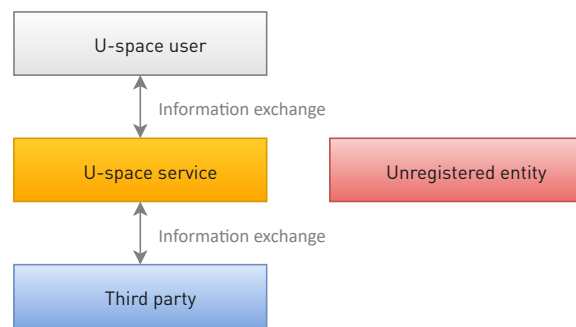 U-space user
Information exchange
U-space service
Unregistered entity
Information exchange
Third party